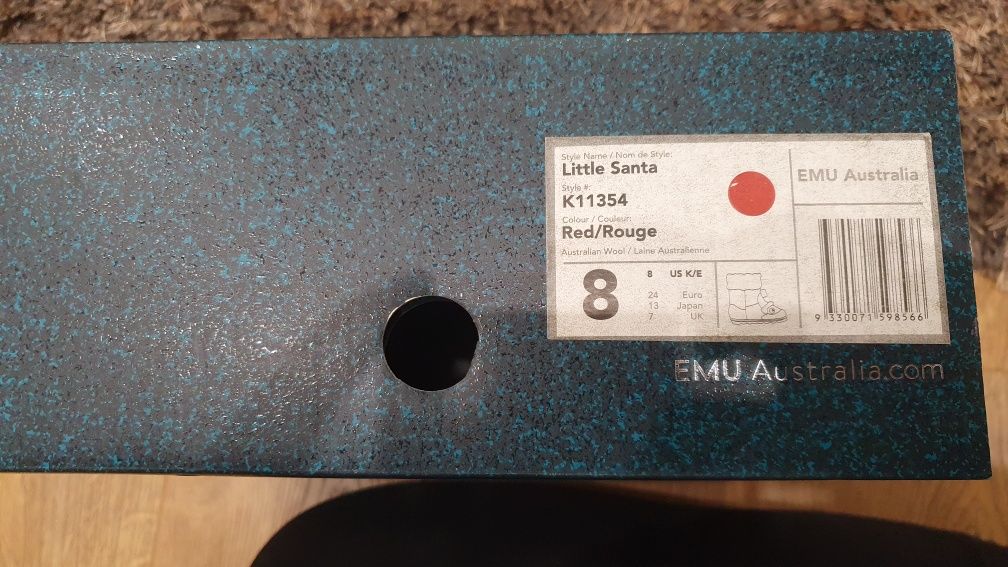 Style Name / Nom de Style:
Little Santa
Style #:
K11354
Colour / Couleur:
Red/Rouge
Australian Wool / Laine Australienne
EMU Australia
8
8 US K/E
24 Euro
13 Japan
7 UK
9 330071 598566
EMU Australia.com